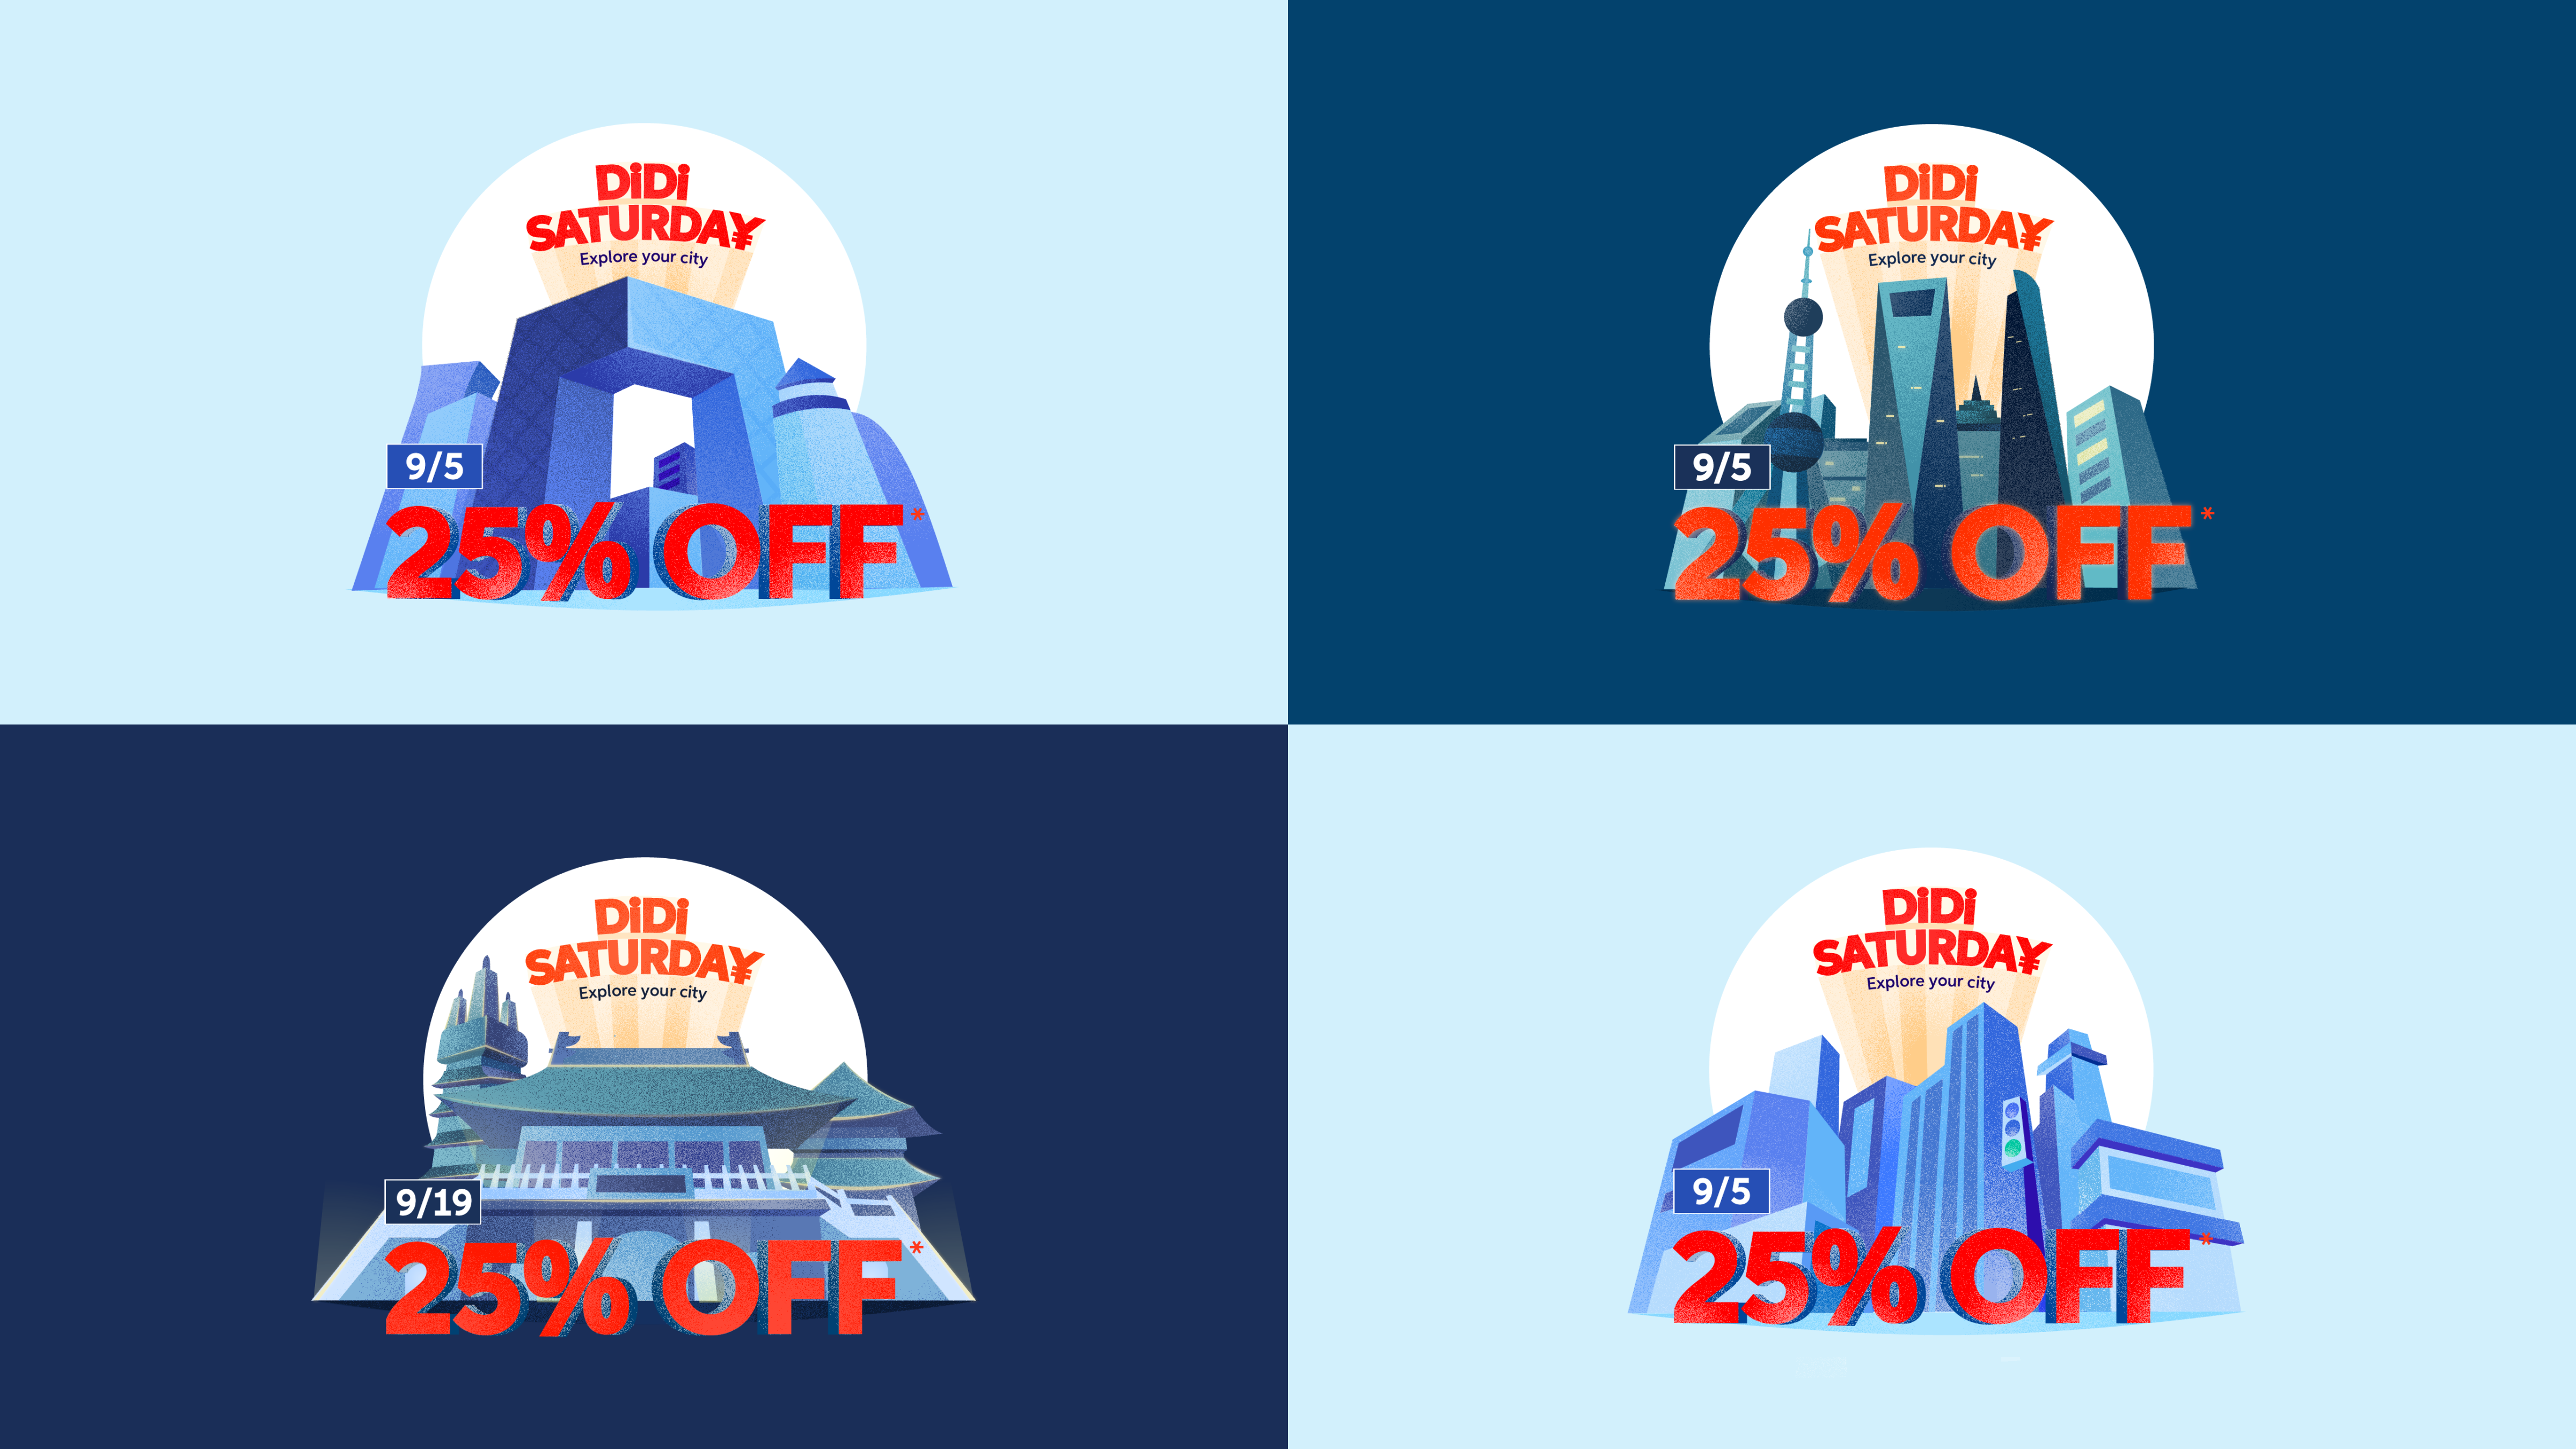 DiDi
SATURDA¥
Explore your city
9/5
25% OFF*
DiDi
SATURDA¥
Explore your city
9/5
25% OFF*
DiDi
SATURDA¥
Explore your city
9/19
25% OFF*
DiDi
SATURDA¥
Explore your city
9/5
25% OFF*